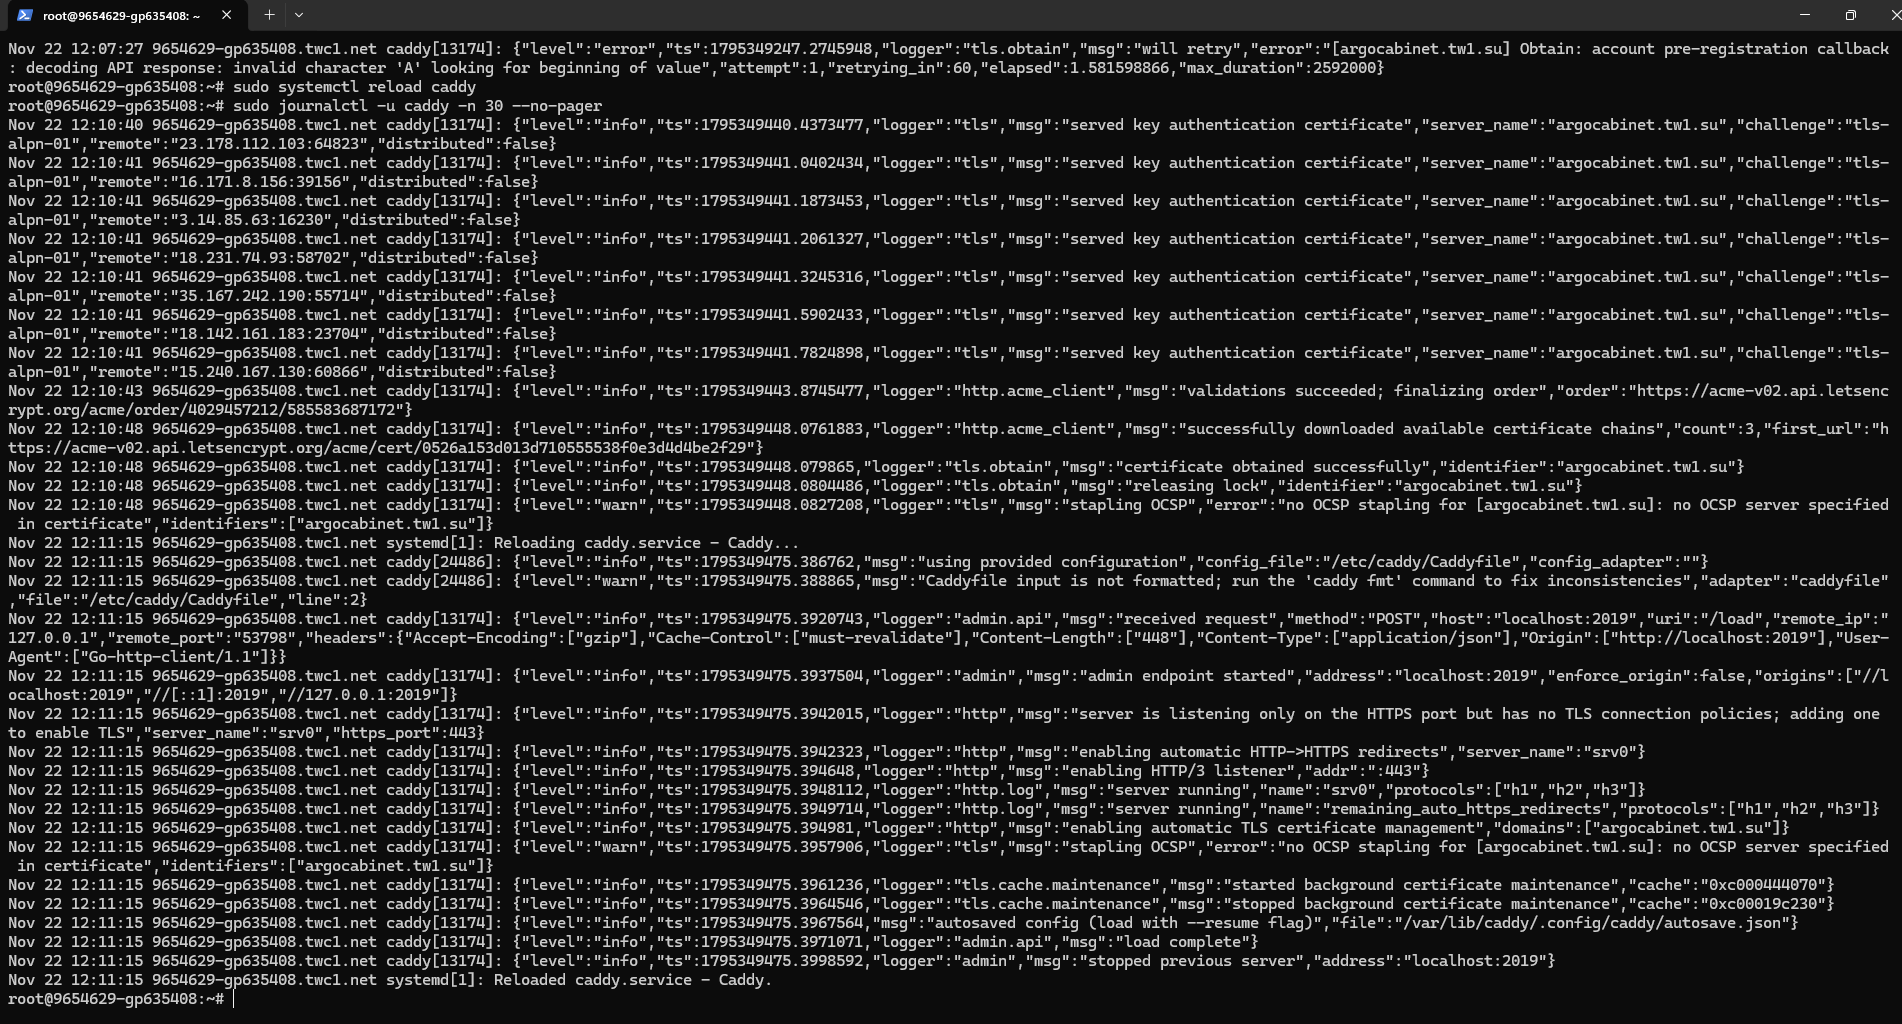 root@9654629-gp635408: ~
Nov 22 12:07:27 9654629-gp635408.twc1.net caddy[13174]: {"level":"error","ts":1795349247.2745948,"logger":"tls.obtain","msg":"will retry","error":"[argocabinet.tw1.su] Obtain: account pre-registration callback
: decoding API response: invalid character 'A' looking for beginning of value","attempt":1,"retrying_in":60,"elapsed":1.581598866,"max_duration":2592000}
root@9654629-gp635408:~# sudo systemctl reload caddy
root@9654629-gp635408:~# sudo journalctl -u caddy -n 30 --no-pager
Nov 22 12:10:40 9654629-gp635408.twc1.net caddy[13174]: {"level":"info","ts":1795349440.4373477,"logger":"tls","msg":"served key authentication certificate","server_name":"argocabinet.tw1.su","challenge":"tls-
alpn-01","remote":"23.178.112.103:64823","distributed":false}
Nov 22 12:10:41 9654629-gp635408.twc1.net caddy[13174]: {"level":"info","ts":1795349441.0402434,"logger":"tls","msg":"served key authentication certificate","server_name":"argocabinet.tw1.su","challenge":"tls-
alpn-01","remote":"16.171.8.156:39156","distributed":false}
Nov 22 12:10:41 9654629-gp635408.twc1.net caddy[13174]: {"level":"info","ts":1795349441.1873453,"logger":"tls","msg":"served key authentication certificate","server_name":"argocabinet.tw1.su","challenge":"tls-
alpn-01","remote":"3.14.85.63:16230","distributed":false}
Nov 22 12:10:41 9654629-gp635408.twc1.net caddy[13174]: {"level":"info","ts":1795349441.2061327,"logger":"tls","msg":"served key authentication certificate","server_name":"argocabinet.tw1.su","challenge":"tls-
alpn-01","remote":"18.231.74.93:58702","distributed":false}
Nov 22 12:10:41 9654629-gp635408.twc1.net caddy[13174]: {"level":"info","ts":1795349441.3245316,"logger":"tls","msg":"served key authentication certificate","server_name":"argocabinet.tw1.su","challenge":"tls-
alpn-01","remote":"35.167.242.190:55714","distributed":false}
Nov 22 12:10:41 9654629-gp635408.twc1.net caddy[13174]: {"level":"info","ts":1795349441.5902433,"logger":"tls","msg":"served key authentication certificate","server_name":"argocabinet.tw1.su","challenge":"tls-
alpn-01","remote":"18.142.161.183:23704","distributed":false}
Nov 22 12:10:41 9654629-gp635408.twc1.net caddy[13174]: {"level":"info","ts":1795349441.7824898,"logger":"tls","msg":"served key authentication certificate","server_name":"argocabinet.tw1.su","challenge":"tls-
alpn-01","remote":"15.240.167.130:60866","distributed":false}
Nov 22 12:10:43 9654629-gp635408.twc1.net caddy[13174]: {"level":"info","ts":1795349443.8745477,"logger":"http.acme_client","msg":"validations succeeded; finalizing order","order":"https://acme-v02.api.letsenc
rypt.org/acme/order/4029457212/585583687172"}
Nov 22 12:10:48 9654629-gp635408.twc1.net caddy[13174]: {"level":"info","ts":1795349448.0761883,"logger":"http.acme_client","msg":"successfully downloaded available certificate chains","count":3,"first_url":"h
ttps://acme-v02.api.letsencrypt.org/acme/cert/0526a153d013d710555538f0e3d4d4be2f29"}
Nov 22 12:10:48 9654629-gp635408.twc1.net caddy[13174]: {"level":"info","ts":1795349448.079865,"logger":"tls.obtain","msg":"certificate obtained successfully","identifier":"argocabinet.tw1.su"}
Nov 22 12:10:48 9654629-gp635408.twc1.net caddy[13174]: {"level":"info","ts":1795349448.0804486,"logger":"tls.obtain","msg":"releasing lock","identifier":"argocabinet.tw1.su"}
Nov 22 12:10:48 9654629-gp635408.twc1.net caddy[13174]: {"level":"warn","ts":1795349448.0827208,"logger":"tls","msg":"stapling OCSP","error":"no OCSP stapling for [argocabinet.tw1.su]: no OCSP server specified
 in certificate","identifiers":["argocabinet.tw1.su"]}
Nov 22 12:11:15 9654629-gp635408.twc1.net systemd[1]: Reloading caddy.service - Caddy...
Nov 22 12:11:15 9654629-gp635408.twc1.net caddy[24486]: {"level":"info","ts":1795349475.386762,"msg":"using provided configuration","config_file":"/etc/caddy/Caddyfile","config_adapter":""}
Nov 22 12:11:15 9654629-gp635408.twc1.net caddy[24486]: {"level":"warn","ts":1795349475.388865,"msg":"Caddyfile input is not formatted; run the 'caddy fmt' command to fix inconsistencies","adapter":"caddyfile"
,"file":"/etc/caddy/Caddyfile","line":2}
Nov 22 12:11:15 9654629-gp635408.twc1.net caddy[13174]: {"level":"info","ts":1795349475.3920743,"logger":"admin.api","msg":"received request","method":"POST","host":"localhost:2019","uri":"/load","remote_ip":"
127.0.0.1","remote_port":"53798","headers":{"Accept-Encoding":["gzip"],"Cache-Control":["must-revalidate"],"Content-Length":["448"],"Content-Type":["application/json"],"Origin":["http://localhost:2019"],"User-
Agent":["Go-http-client/1.1"]}}
Nov 22 12:11:15 9654629-gp635408.twc1.net caddy[13174]: {"level":"info","ts":1795349475.3937504,"logger":"admin","msg":"admin endpoint started","address":"localhost:2019","enforce_origin":false,"origins":["//l
ocalhost:2019","//[::1]:2019","//127.0.0.1:2019"]}
Nov 22 12:11:15 9654629-gp635408.twc1.net caddy[13174]: {"level":"info","ts":1795349475.3942015,"logger":"http","msg":"server is listening only on the HTTPS port but has no TLS connection policies; adding one
to enable TLS","server_name":"srv0","https_port":443}
Nov 22 12:11:15 9654629-gp635408.twc1.net caddy[13174]: {"level":"info","ts":1795349475.3942323,"logger":"http","msg":"enabling automatic HTTP->HTTPS redirects","server_name":"srv0"}
Nov 22 12:11:15 9654629-gp635408.twc1.net caddy[13174]: {"level":"info","ts":1795349475.394648,"logger":"http","msg":"enabling HTTP/3 listener","addr":":443"}
Nov 22 12:11:15 9654629-gp635408.twc1.net caddy[13174]: {"level":"info","ts":1795349475.3948112,"logger":"http.log","msg":"server running","name":"srv0","protocols":["h1","h2","h3"]}
Nov 22 12:11:15 9654629-gp635408.twc1.net caddy[13174]: {"level":"info","ts":1795349475.3949714,"logger":"http.log","msg":"server running","name":"remaining_auto_https_redirects","protocols":["h1","h2","h3"]}
Nov 22 12:11:15 9654629-gp635408.twc1.net caddy[13174]: {"level":"info","ts":1795349475.394981,"logger":"http","msg":"enabling automatic TLS certificate management","domains":["argocabinet.tw1.su"]}
Nov 22 12:11:15 9654629-gp635408.twc1.net caddy[13174]: {"level":"warn","ts":1795349475.3957906,"logger":"tls","msg":"stapling OCSP","error":"no OCSP stapling for [argocabinet.tw1.su]: no OCSP server specified
 in certificate","identifiers":["argocabinet.tw1.su"]}
Nov 22 12:11:15 9654629-gp635408.twc1.net caddy[13174]: {"level":"info","ts":1795349475.3961236,"logger":"tls.cache.maintenance","msg":"started background certificate maintenance","cache":"0xc000444070"}
Nov 22 12:11:15 9654629-gp635408.twc1.net caddy[13174]: {"level":"info","ts":1795349475.3964546,"logger":"tls.cache.maintenance","msg":"stopped background certificate maintenance","cache":"0xc00019c230"}
Nov 22 12:11:15 9654629-gp635408.twc1.net caddy[13174]: {"level":"info","ts":1795349475.3967564,"msg":"autosaved config (load with --resume flag)","file":"/var/lib/caddy/.config/caddy/autosave.json"}
Nov 22 12:11:15 9654629-gp635408.twc1.net caddy[13174]: {"level":"info","ts":1795349475.3971071,"logger":"admin.api","msg":"load complete"}
Nov 22 12:11:15 9654629-gp635408.twc1.net caddy[13174]: {"level":"info","ts":1795349475.3998592,"logger":"admin","msg":"stopped previous server","address":"localhost:2019"}
Nov 22 12:11:15 9654629-gp635408.twc1.net systemd[1]: Reloaded caddy.service - Caddy.
root@9654629-gp635408:~#